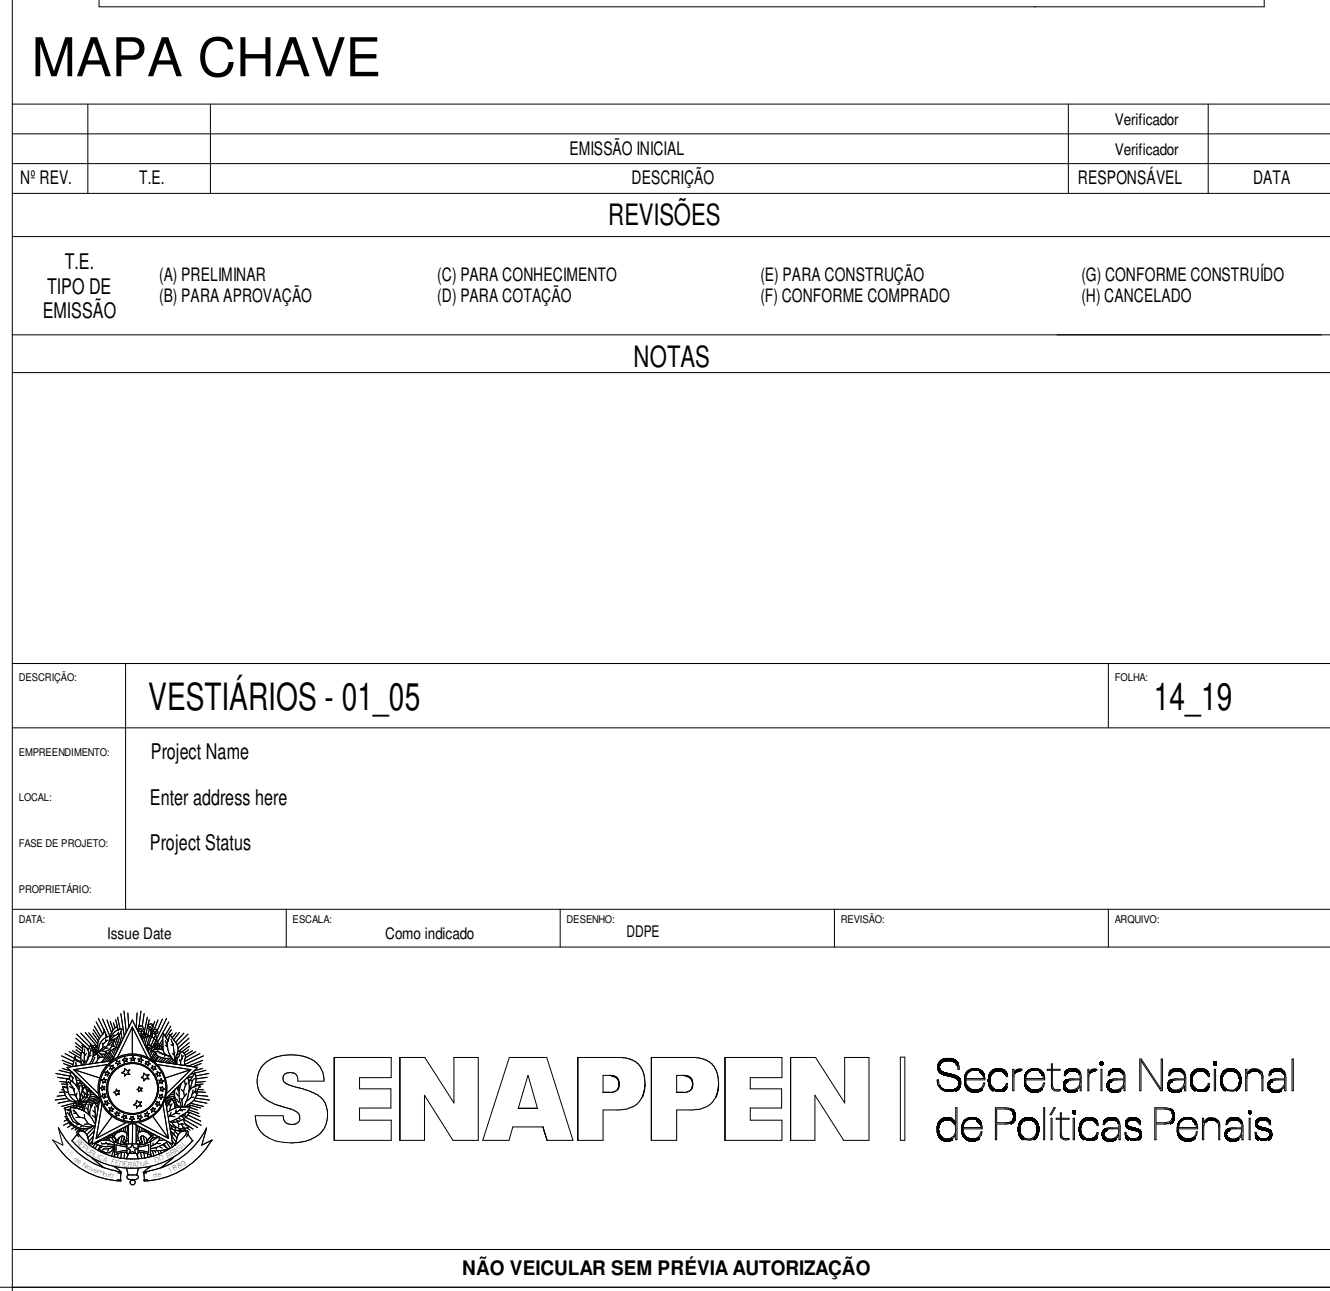 MAPA CHAVE
Verificador
EMISSÃO INICIAL Verificador
Nº REV. T.E. DESCRIÇÃO RESPONSÁVEL DATA
REVISÕES
T.E.
TIPO DE
EMISSÃO
(A) PRELIMINAR
(B) PARA APROVAÇÃO
(C) PARA CONHECIMENTO
(D) PARA COTAÇÃO
(E) PARA CONSTRUÇÃO
(F) CONFORME COMPRADO
(G) CONFORME CONSTRUÍDO
(H) CANCELADO
NOTAS
DESCRIÇÃO: VESTIÁRIOS - 01_05 FOLHA: 14_19
EMPREENDIMENTO: Project Name
LOCAL: Enter address here
FASE DE PROJETO: Project Status
PROPRIETÁRIO:
DATA: Issue Date ESCALA: Como indicado DESENHO: DDPE REVISÃO: ARQUIVO:
SENAPPEN
Secretaria Nacional
de Políticas Penais
NÃO VEICULAR SEM PRÉVIA AUTORIZAÇÃO